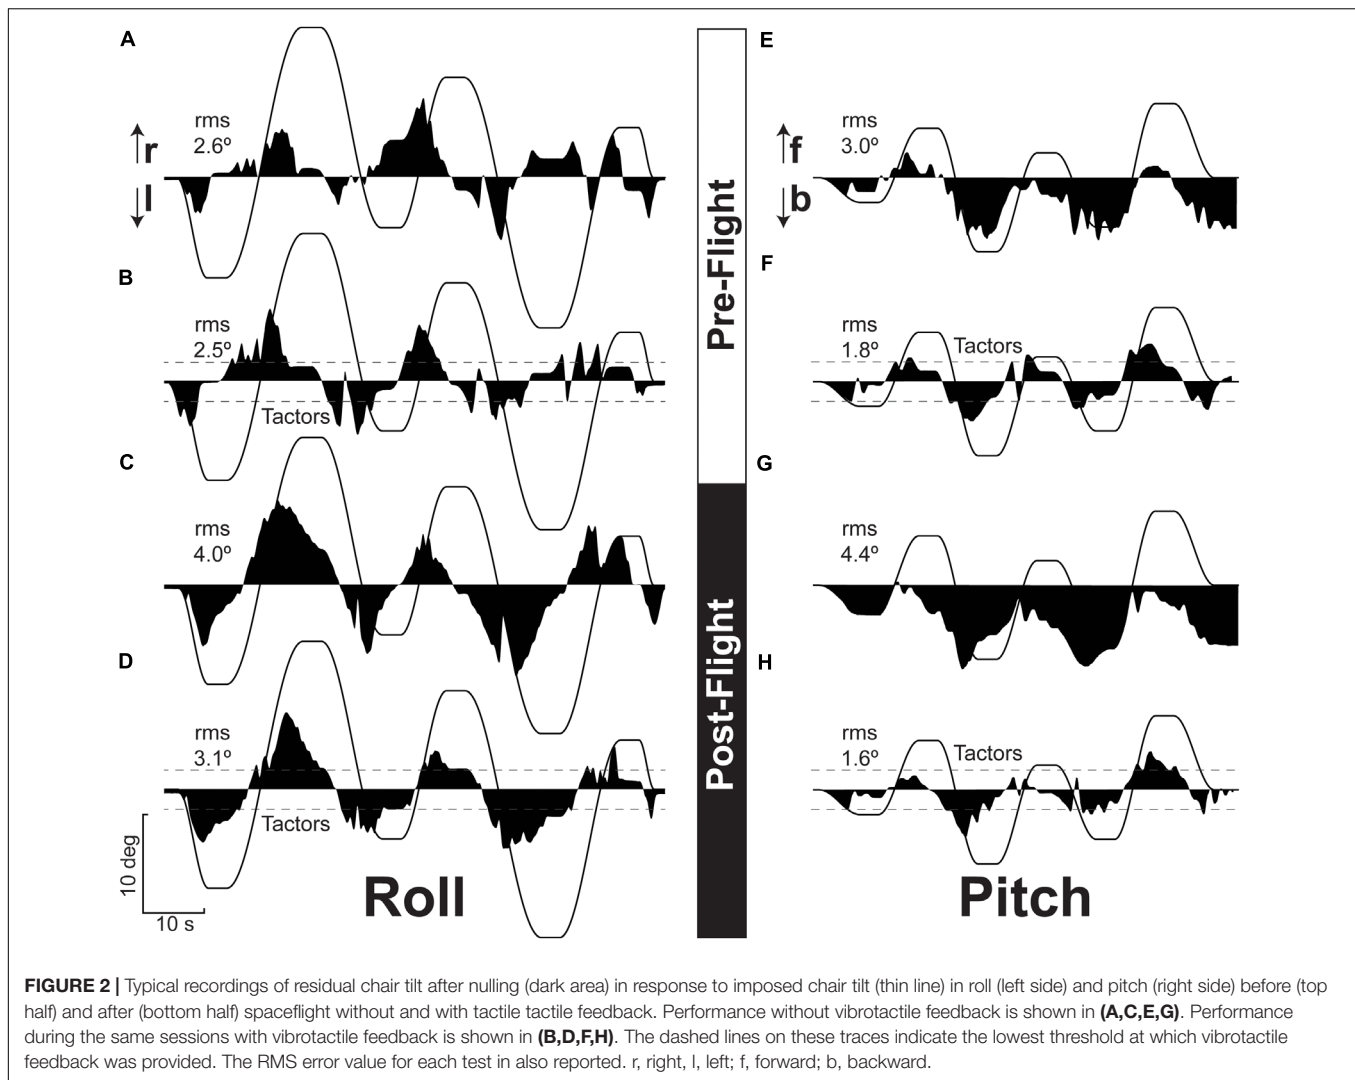 A
rms
2.6º
r
l
B
rms
2.5º
Tactors
C
rms
4.0º
D
rms
3.1º
Tactors
10 deg
10 s
Roll
Pre-Flight
Post-Flight
E
rms
3.0º
f
b
F
rms
1.8º
Tactors
G
rms
4.4º
H
rms
1.6º
Tactors
Pitch
FIGURE 2 | Typical recordings of residual chair tilt after nulling (dark area) in response to imposed chair tilt (thin line) in roll (left side) and pitch (right side) before (top
half) and after (bottom half) spaceflight without and with tactile tactile feedback. Performance without vibrotactile feedback is shown in (A,C,E,G). Performance
during the same sessions with vibrotactile feedback is shown in (B,D,F,H). The dashed lines on these traces indicate the lowest threshold at which vibrotactile
feedback was provided. The RMS error value for each test in also reported. r, right, l, left; f, forward; b, backward.